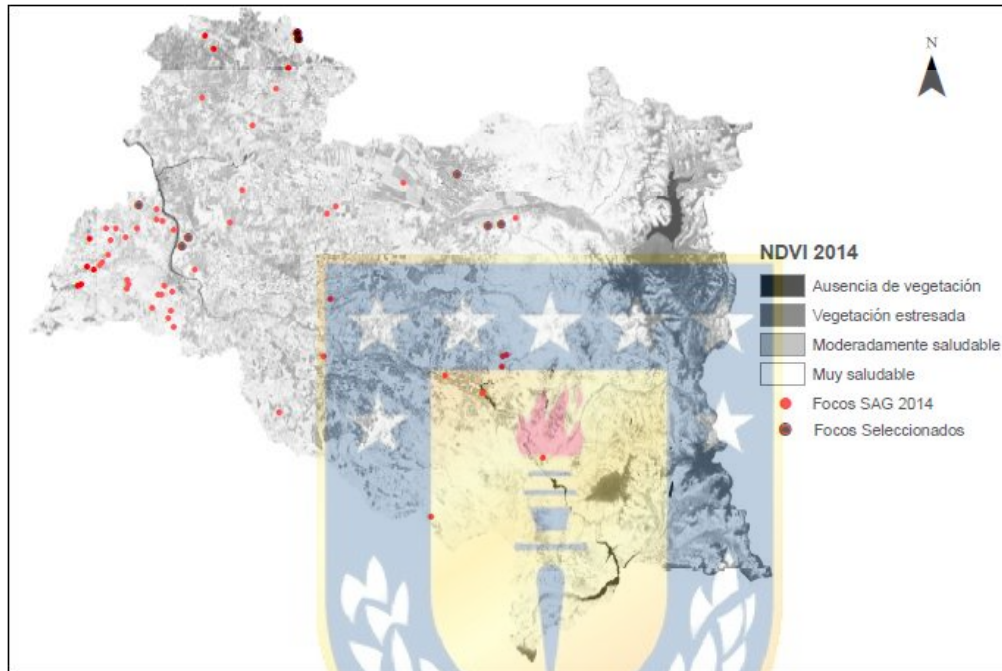 N
NDVI 2014
Ausencia de vegetación
Vegetación estresada
Moderadamente saludable
Muy saludable
Focos SAG 2014
Focos Seleccionados